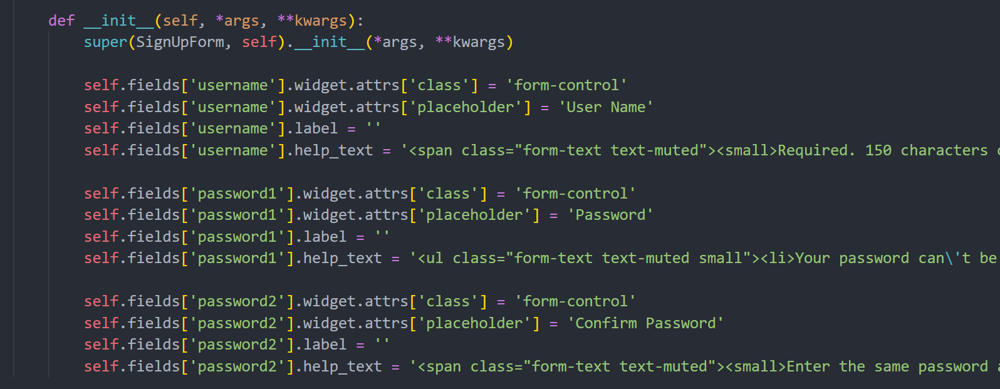 def __init__(self, *args, **kwargs):
super(SignUpForm, self).__init__(*args, **kwargs)
self.fields['username'].widget.attrs['class'] = 'form-control'
self.fields['username'].widget.attrs['placeholder'] = 'User Name'
self.fields['username'].label = ''
self.fields['username'].help_text = '<span class="form-text text-muted"><small>Required. 150 characters
self.fields['password1'].widget.attrs['class'] = 'form-control'
self.fields['password1'].widget.attrs['placeholder'] = 'Password'
self.fields['password1'].label = ''
self.fields['password1'].help_text = '<ul class="form-text text-muted small"><li>Your password can\'t be
self.fields['password2'].widget.attrs['class'] = 'form-control'
self.fields['password2'].widget.attrs['placeholder'] = 'Confirm Password'
self.fields['password2'].label = ''
self.fields['password2'].help_text = '<span class="form-text text-muted"><small>Enter the same password